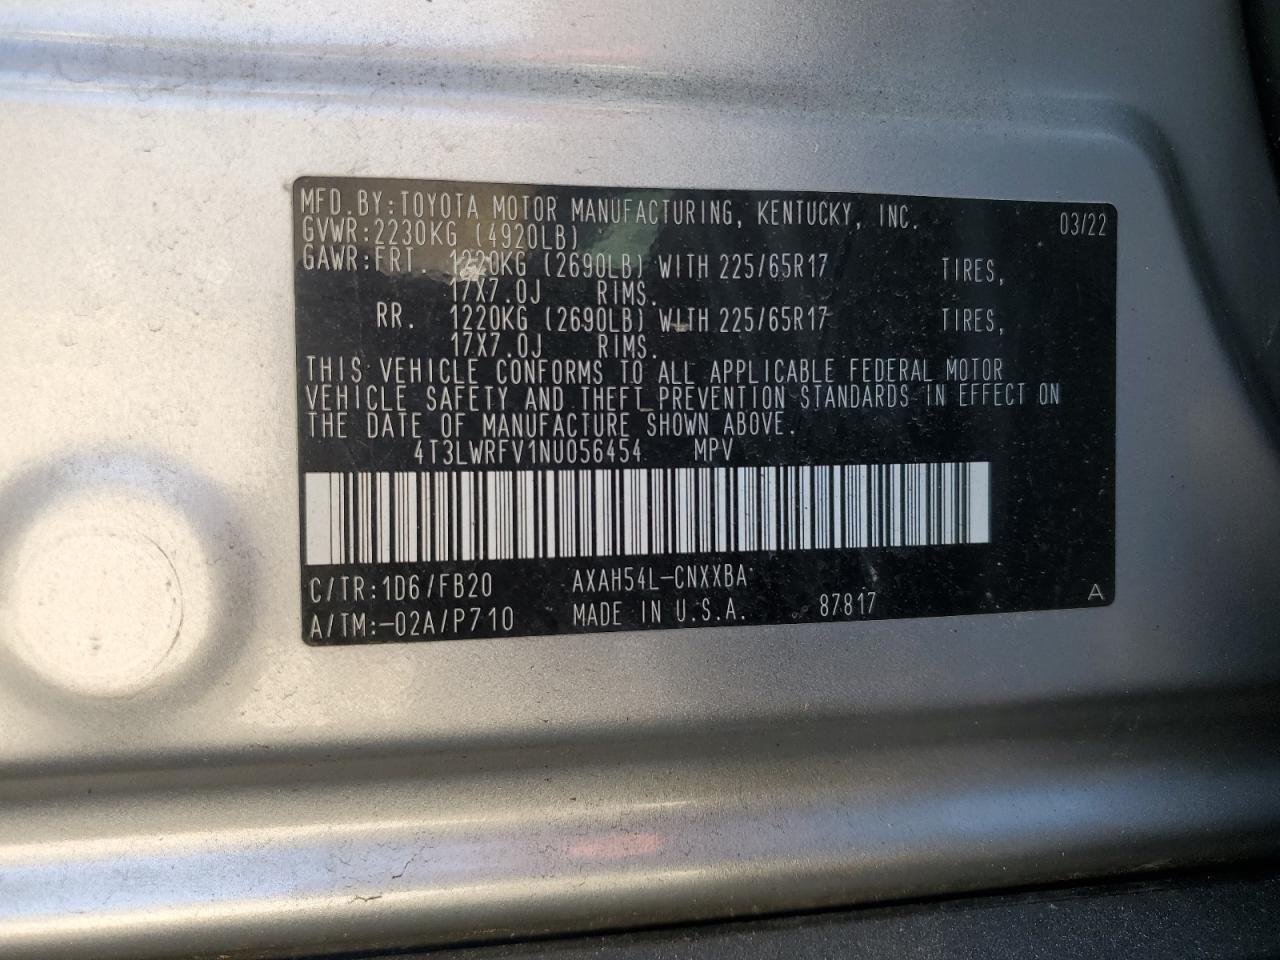 MFD.BY:TOYOTA MOTOR MANUFACTURING, KENTUCKY, INC. 03/22
GVWR:2230KG (4920LB)
GAWR:FRT. 1220KG (2690LB) WITH 225/65R17 TIRES,
17X7.0J RIMS.
RR. 1220KG (2690LB) WITH 225/65R17 TIRES,
17X7.0J RIMS.
THIS VEHICLE CONFORMS TO ALL APPLICABLE FEDERAL MOTOR
VEHICLE SAFETY AND THEFT PREVENTION STANDARDS IN EFFECT ON
THE DATE OF MANUFACTURE SHOWN ABOVE.
4T3LWRFV1NU056454 MPV
C/TR:1D6/FB20 AXAH54L-CNXXBA
A/TM:-02A/P710 MADE IN U.S.A. 87817 A